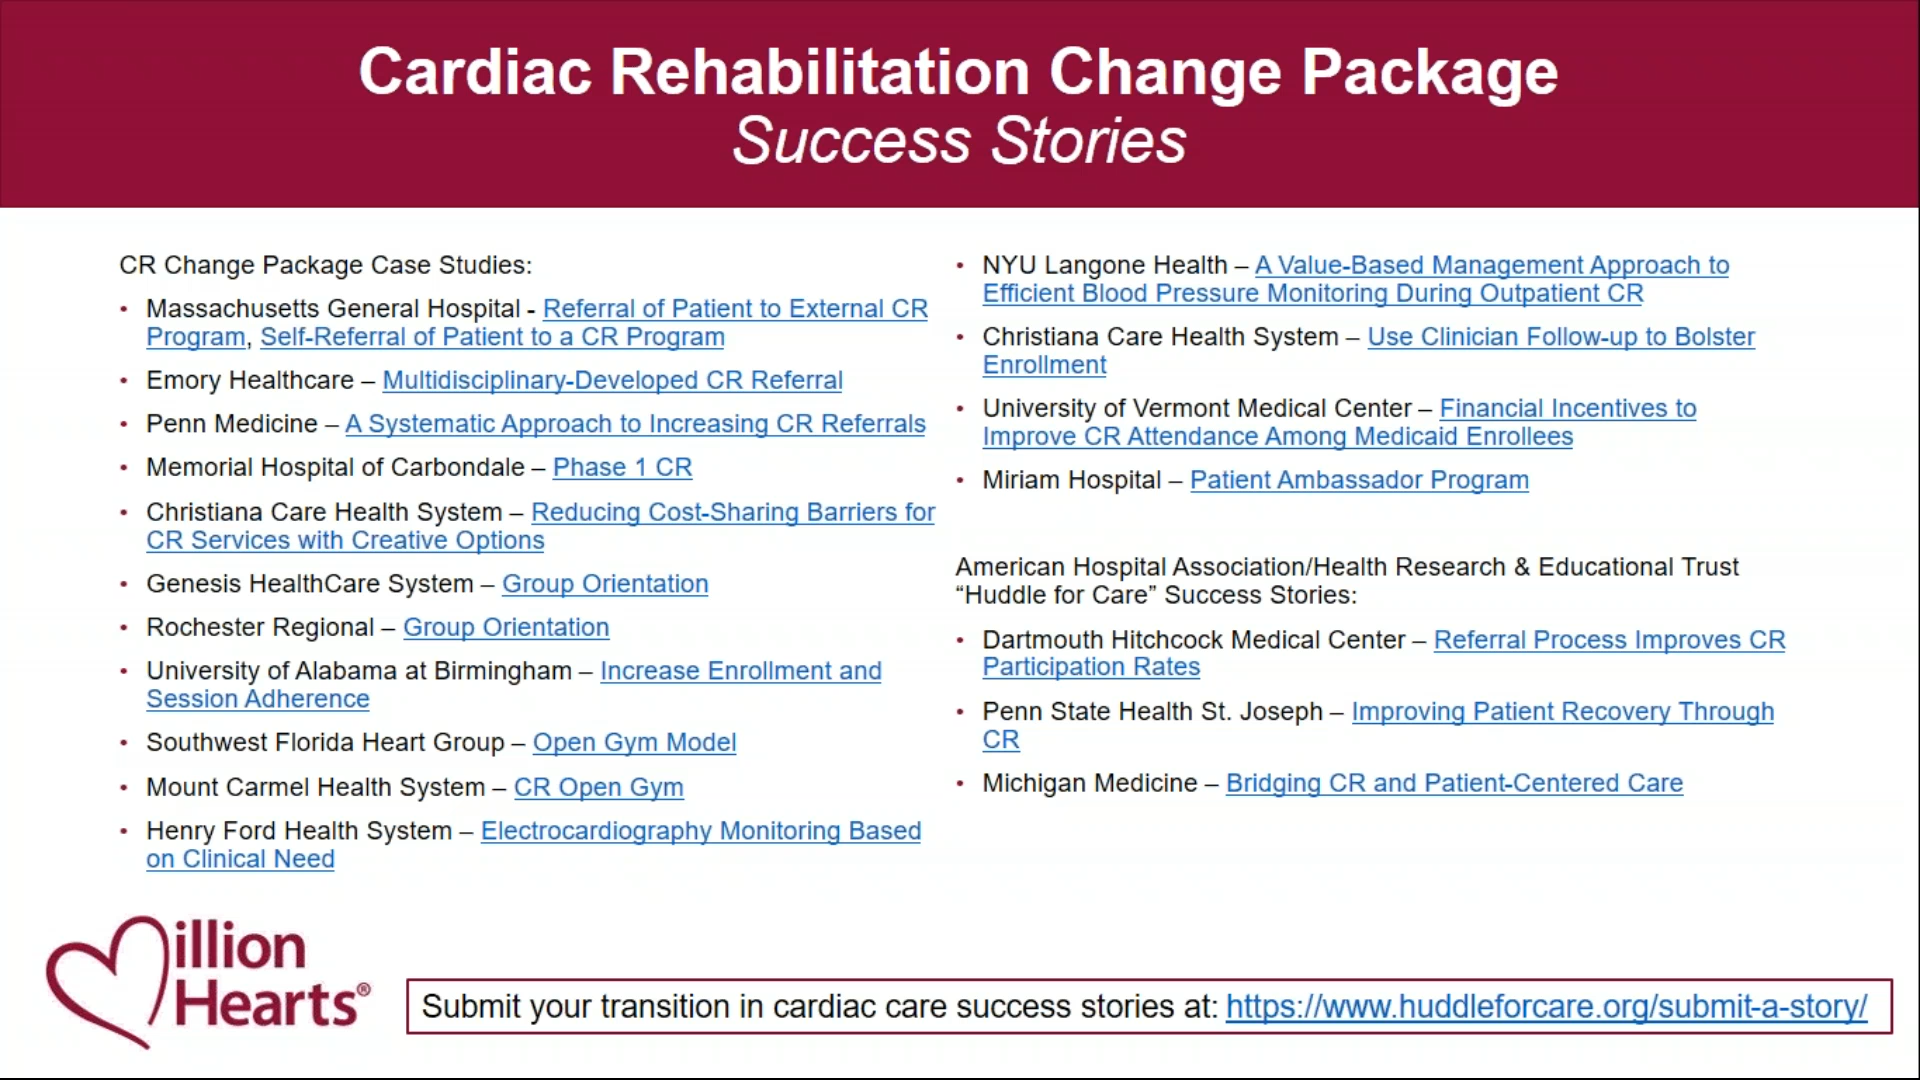 Cardiac Rehabilitation Change Package
Success Stories
CR Change Package Case Studies:
• Massachusetts General Hospital - Referral of Patient to External CR
Program, Self-Referral of Patient to a CR Program
• Emory Healthcare – Multidisciplinary-Developed CR Referral
• Penn Medicine – A Systematic Approach to Increasing CR Referrals
• Memorial Hospital of Carbondale – Phase 1 CR
• Christiana Care Health System – Reducing Cost-Sharing Barriers for
CR Services with Creative Options
• Genesis HealthCare System – Group Orientation
• Rochester Regional – Group Orientation
• University of Alabama at Birmingham – Increase Enrollment and
Session Adherence
• Southwest Florida Heart Group – Open Gym Model
• Mount Carmel Health System – CR Open Gym
• Henry Ford Health System – Electrocardiography Monitoring Based
on Clinical Need
• NYU Langone Health – A Value-Based Management Approach to
Efficient Blood Pressure Monitoring During Outpatient CR
• Christiana Care Health System – Use Clinician Follow-up to Bolster
Enrollment
• University of Vermont Medical Center – Financial Incentives to
Improve CR Attendance Among Medicaid Enrollees
• Miriam Hospital – Patient Ambassador Program
American Hospital Association/Health Research & Educational Trust
“Huddle for Care” Success Stories:
• Dartmouth Hitchcock Medical Center – Referral Process Improves CR
Participation Rates
• Penn State Health St. Joseph – Improving Patient Recovery Through
CR
• Michigan Medicine – Bridging CR and Patient-Centered Care
Million
Hearts®
Submit your transition in cardiac care success stories at: https://www.huddleforcare.org/submit-a-story/